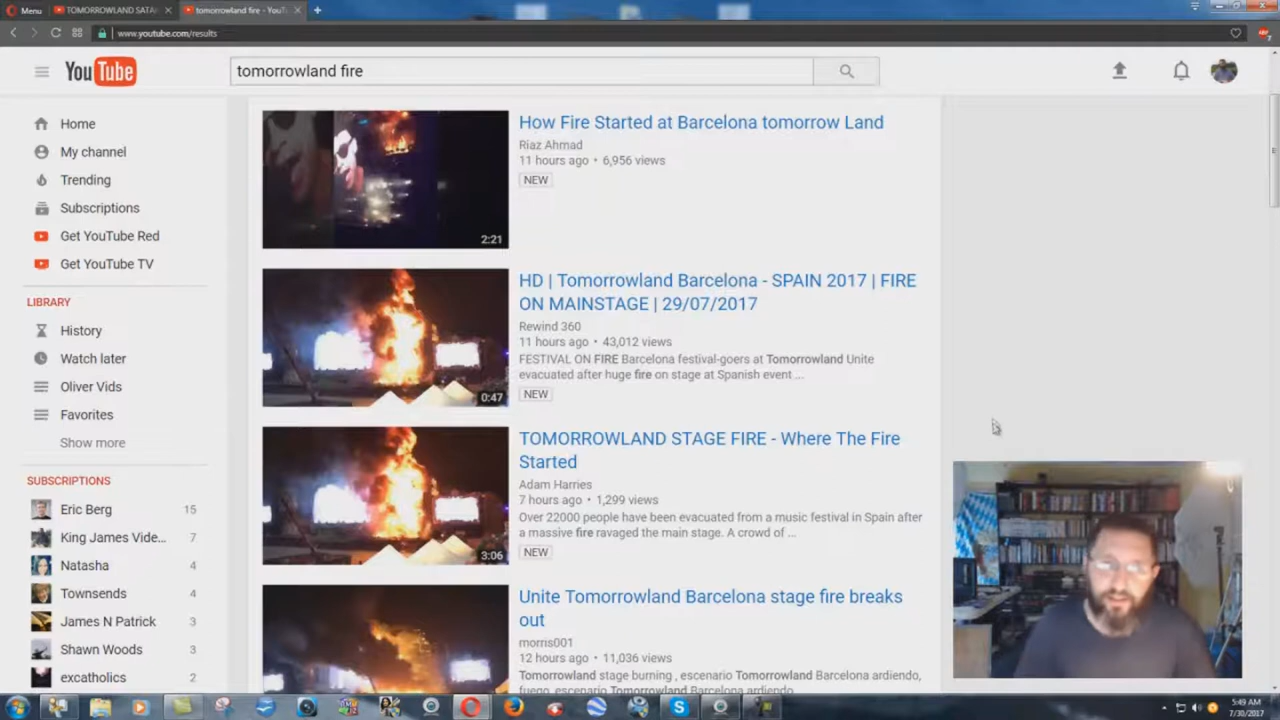 Menu
TOMORROWLAND SATA
tomorrowland fire - YouT
www.youtube.com/results
YouTube
tomorrowland fire
Home
My channel
Trending
Subscriptions
Get YouTube Red
Get YouTube TV
LIBRARY
History
Watch later
Oliver Vids
Favorites
Show more
SUBSCRIPTIONS
Eric Berg 15
King James Vide... 7
Natasha 4
Townsends 4
James N Patrick 3
Shawn Woods 3
excatholics 2
How Fire Started at Barcelona tomorrow Land
Riaz Ahmad
11 hours ago • 6,956 views
NEW
2:21
HD | Tomorrowland Barcelona - SPAIN 2017 | FIRE
ON MAINSTAGE | 29/07/2017
Rewind 360
11 hours ago • 43,012 views
FESTIVAL ON FIRE Barcelona festival-goers at Tomorrowland Unite
evacuated after huge fire on stage at Spanish event ...
NEW
0:47
TOMORROWLAND STAGE FIRE - Where The Fire
Started
Adam Harries
7 hours ago • 1,299 views
Over 22000 people have been evacuated from a music festival in Spain after
a massive fire ravaged the main stage. A crowd of ...
NEW
3:06
Unite Tomorrowland Barcelona stage fire breaks
out
morris001
12 hours ago • 11,036 views
Tomorrowland stage burning , escenario Tomorrowland Barcelona ardiendo,
fuego, escenario Tomorrowland Barcelona ardiendo
5:49 AM
7/30/2017